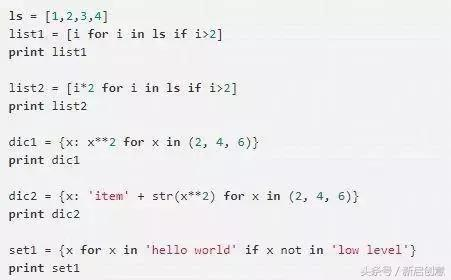 ls = [1,2,3,4]
list1 = [i for i in ls if i>2]
print list1
list2 = [i*2 for i in ls if i>2]
print list2
dic1 = {x: x**2 for x in (2, 4, 6)}
print dic1
dic2 = {x: 'item' + str(x**2) for x in (2, 4, 6)}
print dic2
set1 = {x for x in 'hello world' if x not in 'low level'}
print set1
头条号 / 新启创意